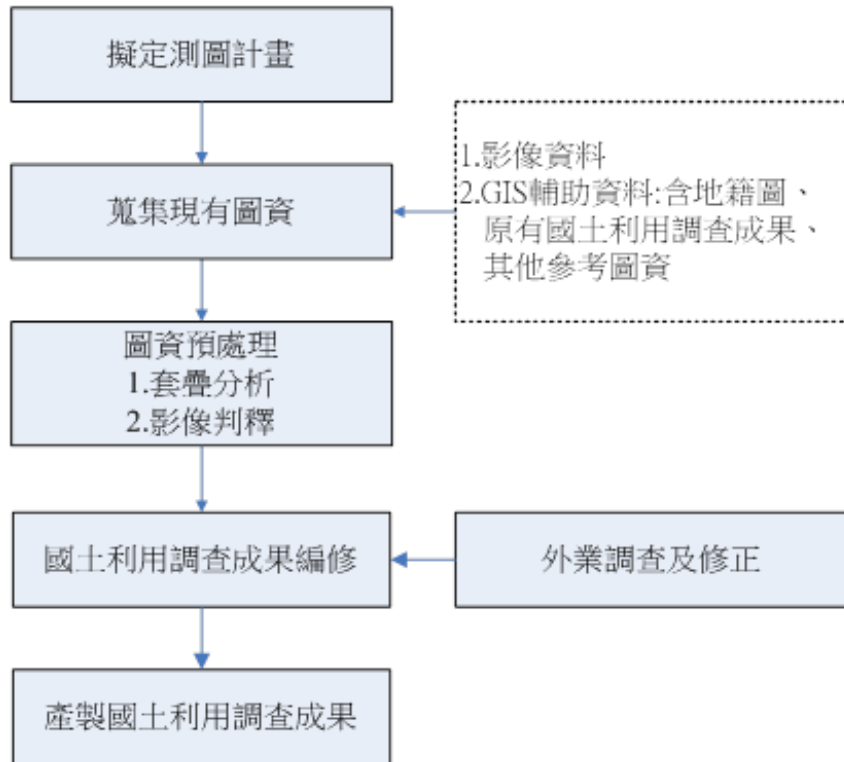 擬定測圖計畫
蒐集現有圖資
1.影像資料
2.GIS輔助資料:含地籍圖、
原有國土利用調查成果、
其他參考圖資
圖資預處理
1.套疊分析
2.影像判釋
國土利用調查成果編修
外業調查及修正
產製國土利用調查成果